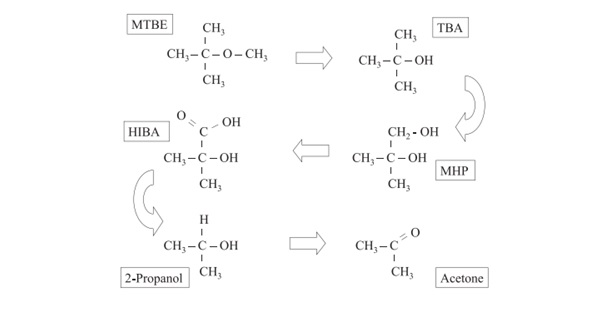 MTBE
CH₃
CH₃–C–O–CH₃
CH₃
TBA
CH₃
CH₃–C–OH
CH₃
HIBA
O
OH
C
CH₃–C–OH
CH₃
CH₂-OH
CH₃–C–OH
CH₃
MHP
H
CH₃–C–OH
CH₃
2-Propanol
O
CH₃–C
CH₃
Acetone